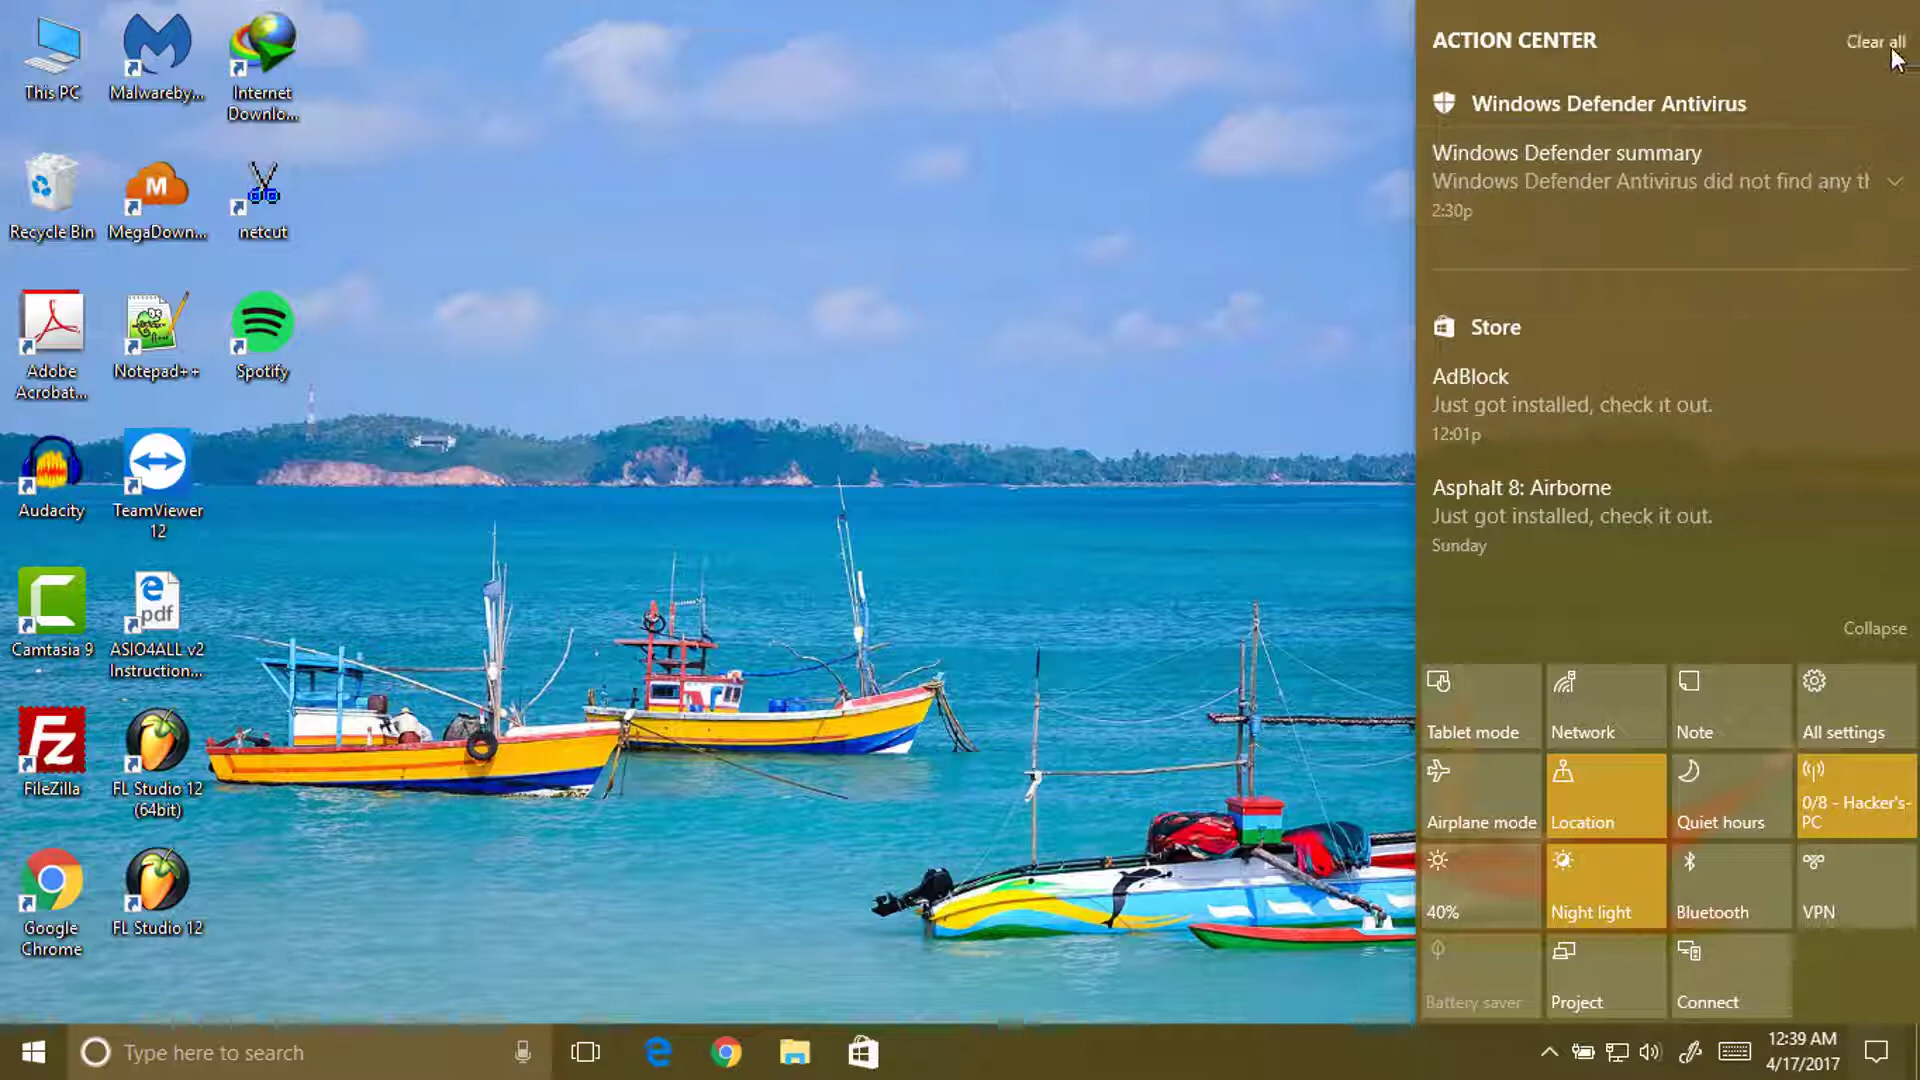 This PC
Malwareby...
Internet
Downlo...
Recycle Bin
MegaDown...
netcut
Adobe
Acrobat...
Notepad++
Spotify
Audacity
TeamViewer
12
Camtasia 9
pdf
ASIO4ALL v2
Instruction...
FileZilla
FL Studio 12
(64bit)
Google
Chrome
FL Studio 12
ACTION CENTER
Clear all
Windows Defender Antivirus
Windows Defender summary
Windows Defender Antivirus did not find any th
2:30p
Store
AdBlock
Just got installed, check it out.
12:01p
Asphalt 8: Airborne
Just got installed, check it out.
Sunday
Collapse
Tablet mode
Network
Note
All settings
Airplane mode
Location
Quiet hours
0/8 - Hacker's-
PC
40%
Night light
Bluetooth
VPN
Battery saver
Project
Connect
Type here to search
12:39 AM
4/17/2017